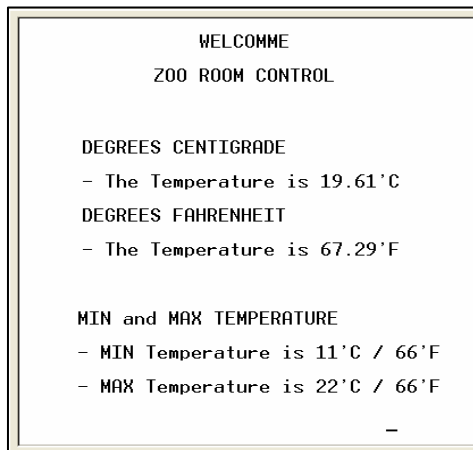 WELCOMME
ZOO ROOM CONTROL
DEGREES CENTIGRADE
- The Temperature is 19.61'C
DEGREES FAHRENHEIT
- The Temperature is 67.29'F
MIN and MAX TEMPERATURE
- MIN Temperature is 11'C / 66'F
- MAX Temperature is 22'C / 66'F
_